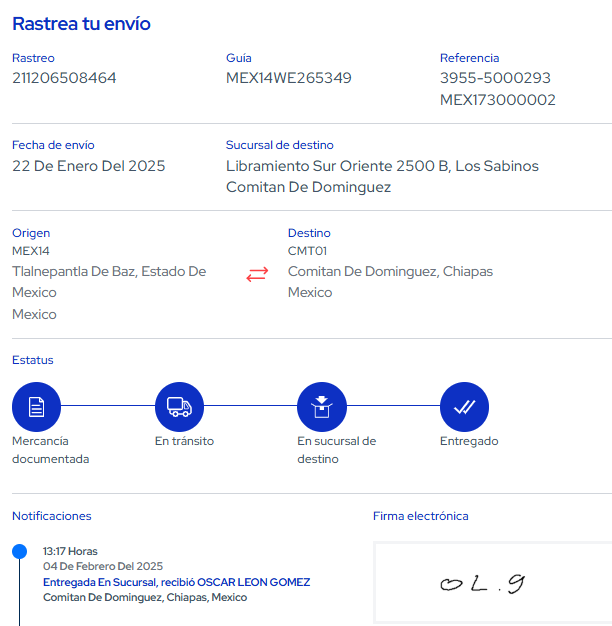 Rastrea tu envío
Rastreo
211206508464
Guía
MEX14WE265349
Referencia
3955-5000293
MEX173000002
Fecha de envío
22 De Enero Del 2025
Sucursal de destino
Libramiento Sur Oriente 2500 B, Los Sabinos
Comitan De Dominguez
Origen
MEX14
Tlalnepantla De Baz, Estado De
Mexico
Mexico
Destino
CMT01
Comitan De Dominguez, Chiapas
Mexico
Estatus
Mercancía
documentada
En tránsito
En sucursal de
destino
Entregado
Notificaciones
13:17 Horas
04 De Febrero Del 2025
Entregada En Sucursal, recibió OSCAR LEON GOMEZ
Comitan De Dominguez, Chiapas, Mexico
Firma electrónica
O L . g